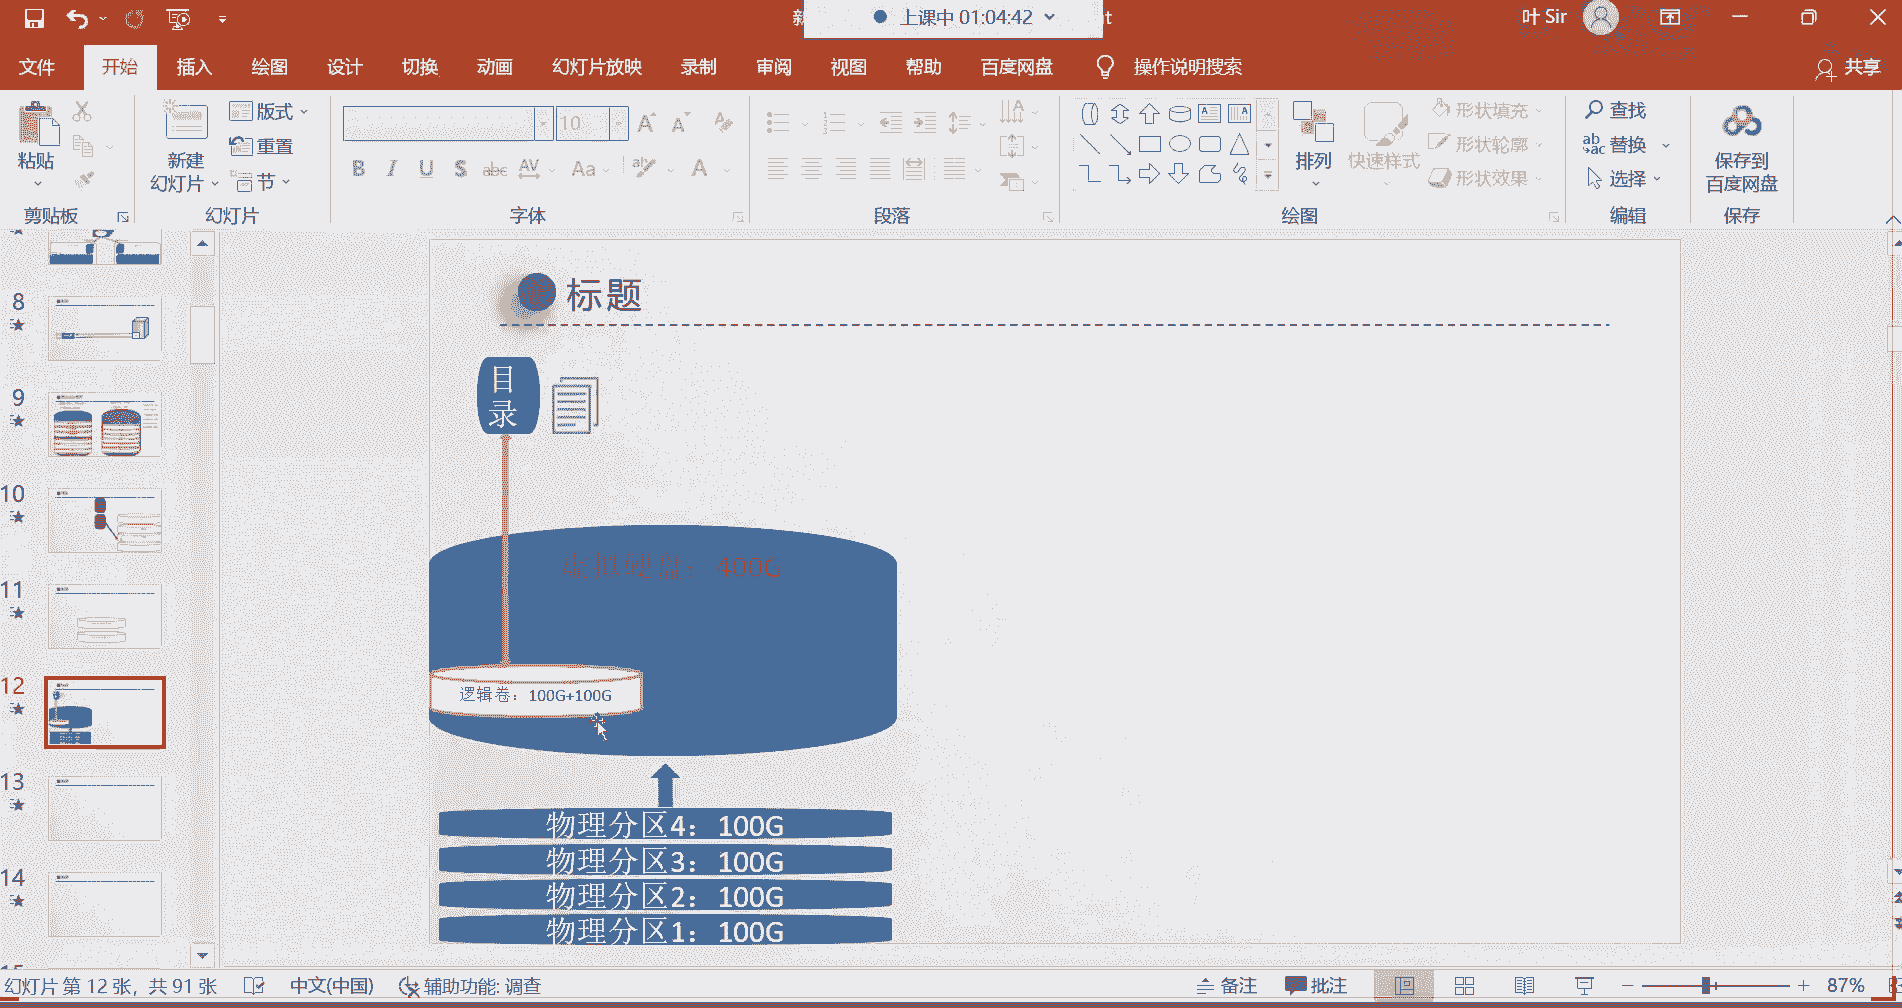 上课中 01:04:42
叶 Sir
文件 开始 插入 绘图 设计 切换 动画 幻灯片放映 录制 审阅 视图 帮助 百度网盘 操作说明搜索 共享
粘贴
新建
幻灯片
版式
重置
节
10
B I U S abc AV Aa A
排列
快速样式
形状填充
形状轮廓
形状效果
查找
替换
选择
保存到
百度网盘
剪贴板 幻灯片 字体 段落 绘图 编辑 保存
8
9
10
11
12
13
14
标题
目
录
400G
逻辑卷：100G+100G
物理分区4：100G
物理分区3：100G
物理分区2：100G
物理分区1：100G
幻灯片 第 12 张，共 91 张 中文(中国) 辅助功能: 调查 备注 批注 87%